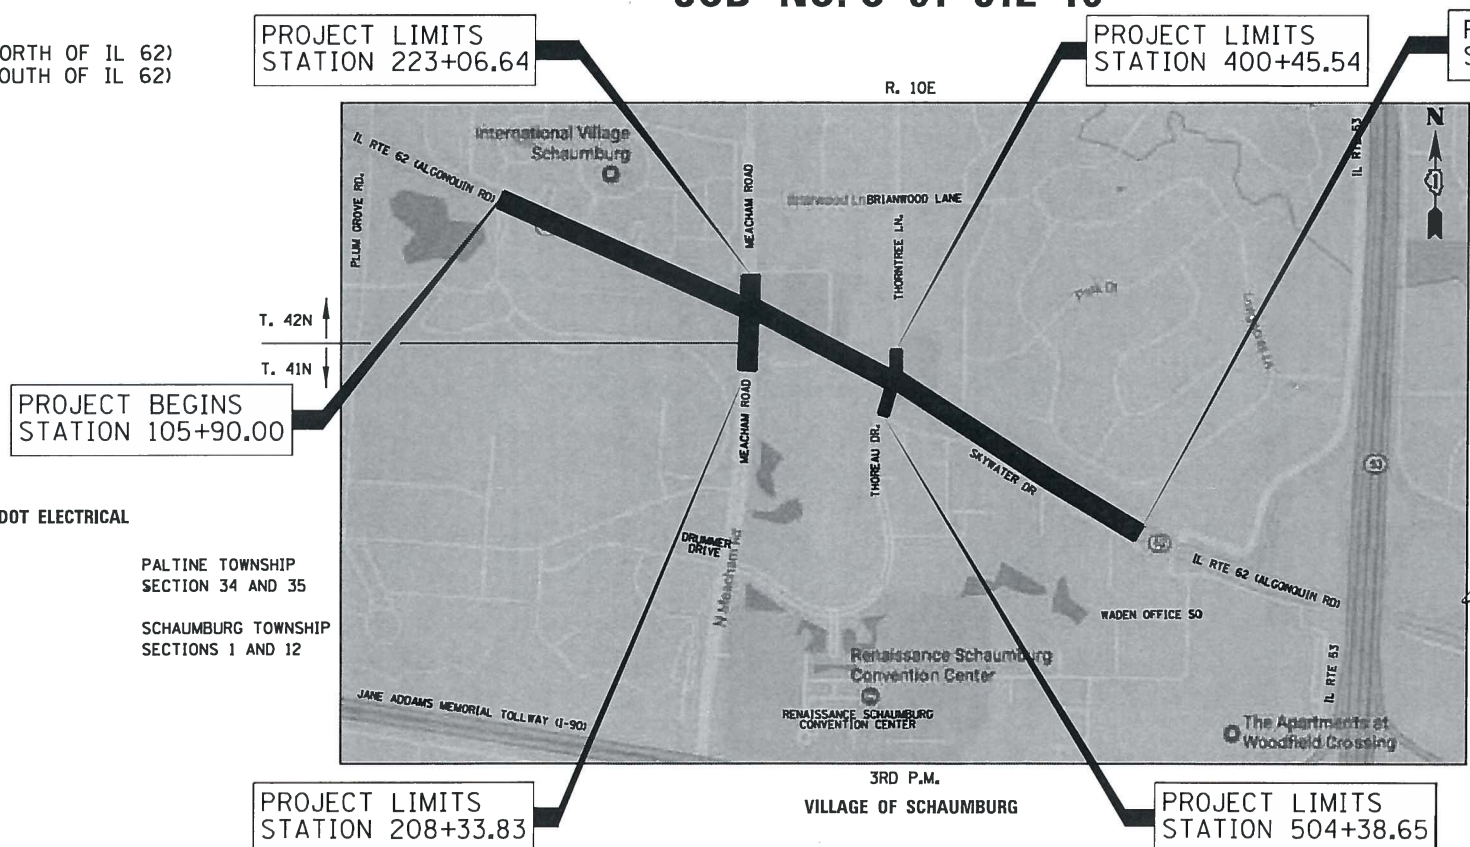 PROJECT LIMITS
STATION 223+06.64
PROJECT LIMITS
STATION 400+45.54
ORTH OF IL 62)
OUTH OF IL 62)
R. 10E
N
1
International Village
Schaumburg
IL RTE 62 (ALGONQUIN RD)
PLUM GROVE RD.
MEACHAM ROAD
BRIANWOOD LANE
THORNTREE LN.
IL RTE 53
Park Dr
T. 42N
T. 41N
PROJECT BEGINS
STATION 105+90.00
MEACHAM ROAD
THOREAU DR.
SKYWATER DR
53
DOT ELECTRICAL
DRUMMER
DRIVE
N Meacham Rd
IL RTE 62 (ALGONQUIN RD)
PALTINE TOWNSHIP
SECTION 34 AND 35
SCHAUMBURG TOWNSHIP
SECTIONS 1 AND 12
WADEN OFFICE SQ
Renaissance Schaumburg
Convention Center
IL RTE 53
JANE ADDAMS MEMORIAL TOLLWAY (I-90)
RENAISSANCE SCHAUMBURG
CONVENTION CENTER
The Apartments at
Woodfield Crossing
3RD P.M.
VILLAGE OF SCHAUMBURG
PROJECT LIMITS
STATION 208+33.83
PROJECT LIMITS
STATION 504+38.65